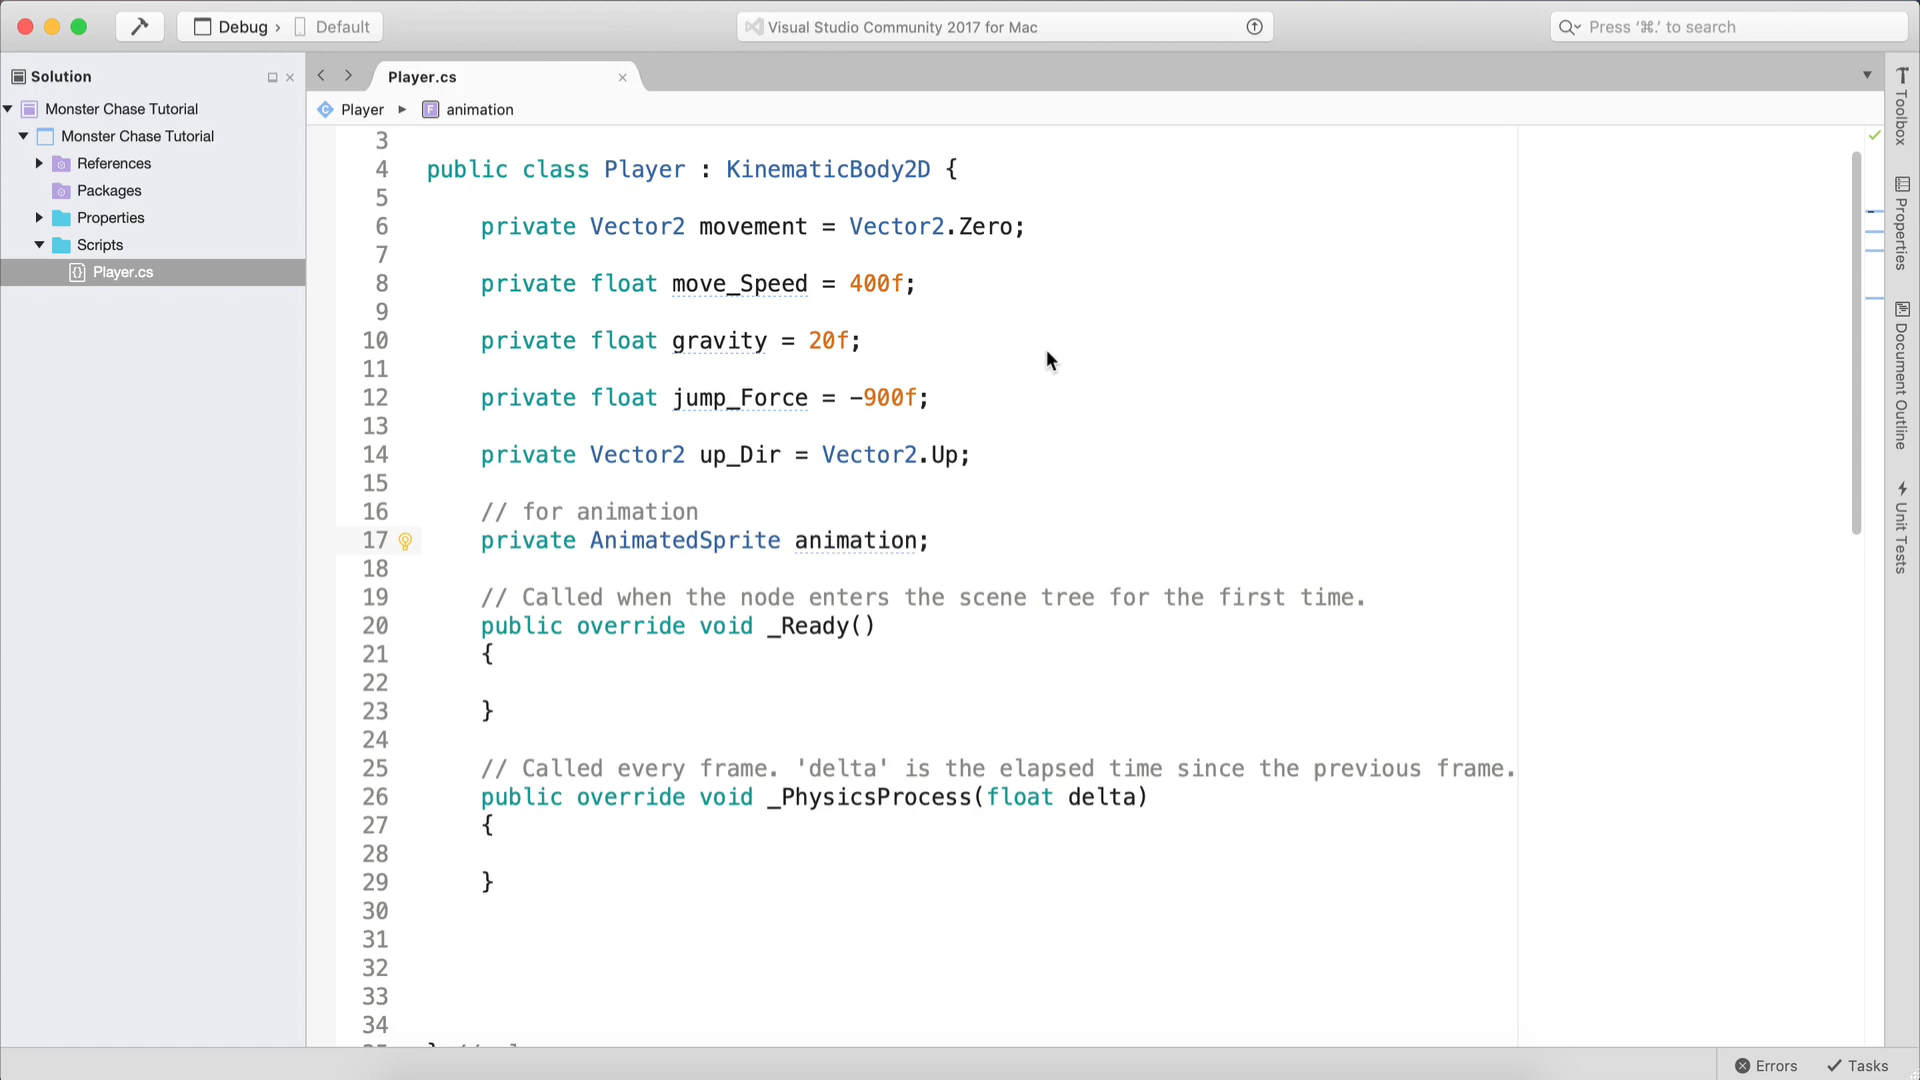 Debug › Default
Visual Studio Community 2017 for Mac
Press '⌘.' to search
Solution
Monster Chase Tutorial
Monster Chase Tutorial
References
Packages
Properties
Scripts
Player.cs
Player.cs
Player ▸ animation
3
4 public class Player : KinematicBody2D {
5
6 private Vector2 movement = Vector2.Zero;
7
8 private float move_Speed = 400f;
9
10 private float gravity = 20f;
11
12 private float jump_Force = -900f;
13
14 private Vector2 up_Dir = Vector2.Up;
15
16 // for animation
17 private AnimatedSprite animation;
18
19 // Called when the node enters the scene tree for the first time.
20 public override void _Ready()
21 {
22
23 }
24
25 // Called every frame. 'delta' is the elapsed time since the previous frame.
26 public override void _PhysicsProcess(float delta)
27 {
28
29 }
30
31
32
33
34
Toolbox
Properties
Document Outline
Unit Tests
Errors
Tasks